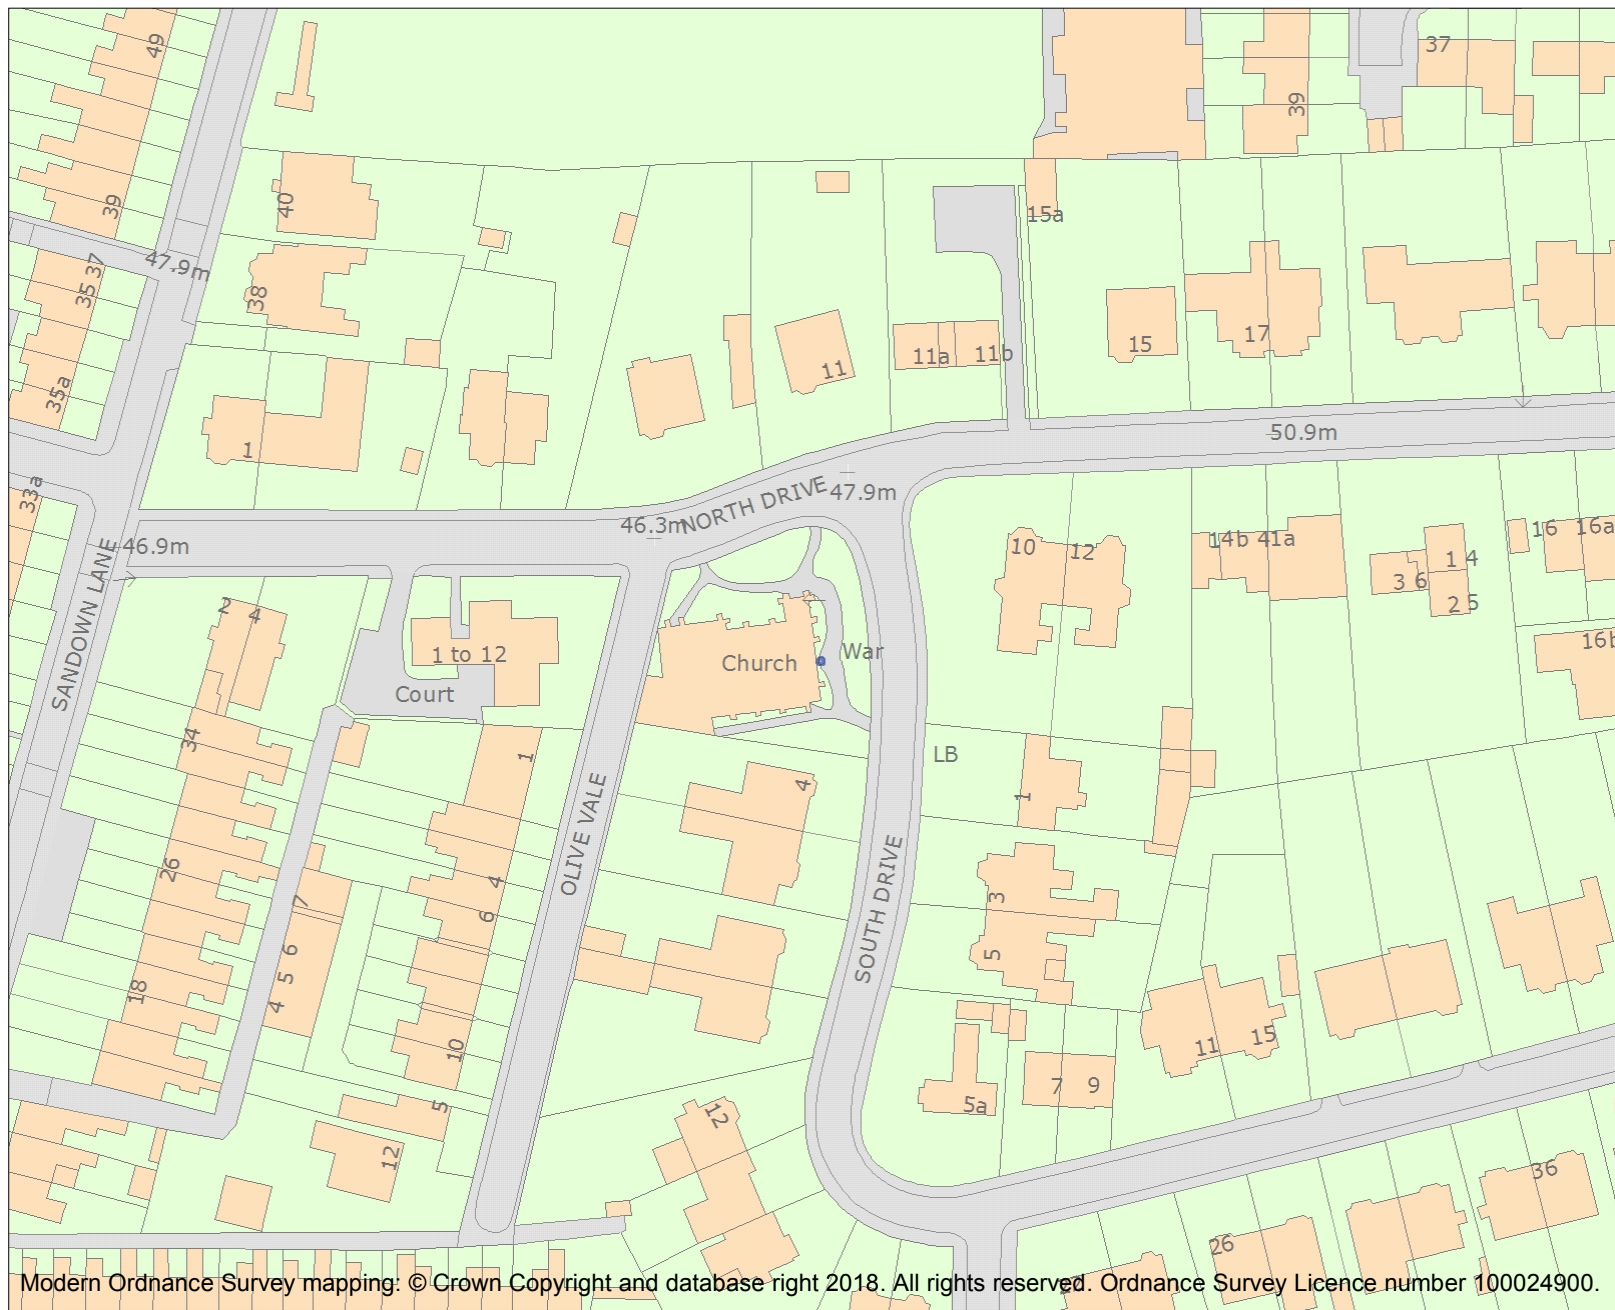 49
37
39
39
40
15a
35 37
47.9m
38
17
15
11a
11b
11
35a
1
50.9m
33a
NORTH DRIVE
47.9m
46.3m
46.9m
SANDOWN LANE
10
12
14b 41a
16
16a
1 4
3 6
2 5
2
4
16b
1 to 12
Church
War
Court
34
1
LB
4
1
OLIVE VALE
SOUTH DRIVE
26
4
7
6
3
5
6
5
4
18
10
11
15
5
5a
7
9
12
12
36
26
Modern Ordnance Survey mapping: © Crown Copyright and database right 2018. All rights reserved. Ordnance Survey Licence number 100024900.